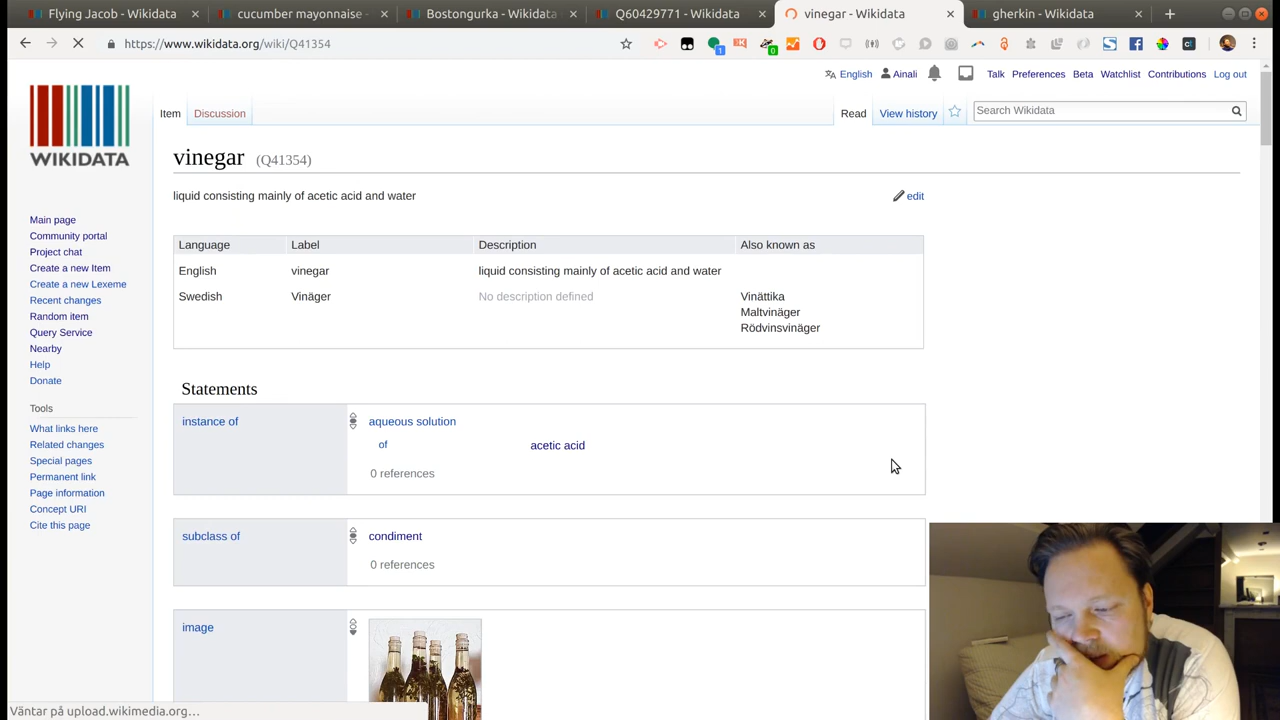 Flying Jacob - Wikidata
cucumber mayonnaise -
Bostongurka - Wikidata
Q60429771 - Wikidata
vinegar - Wikidata
gherkin - Wikidata
https://www.wikidata.org/wiki/Q41354
1
0
English
Ainali
Talk
Preferences
Beta
Watchlist
Contributions
Log out
WIKIDATA
Item
Discussion
Read
View history
Search Wikidata
vinegar (Q41354)
liquid consisting mainly of acetic acid and water
edit
Main page
Community portal
Project chat
Create a new Item
Create a new Lexeme
Recent changes
Random item
Query Service
Nearby
Help
Donate
Tools
What links here
Related changes
Special pages
Permanent link
Page information
Concept URI
Cite this page
Language Label Description Also known as
English vinegar liquid consisting mainly of acetic acid and water
Swedish Vinäger No description defined Vinättika
Maltvinäger
Rödvinsvinäger
Statements
instance of aqueous solution
of acetic acid
0 references
subclass of condiment
0 references
image
Väntar på upload.wikimedia.org…